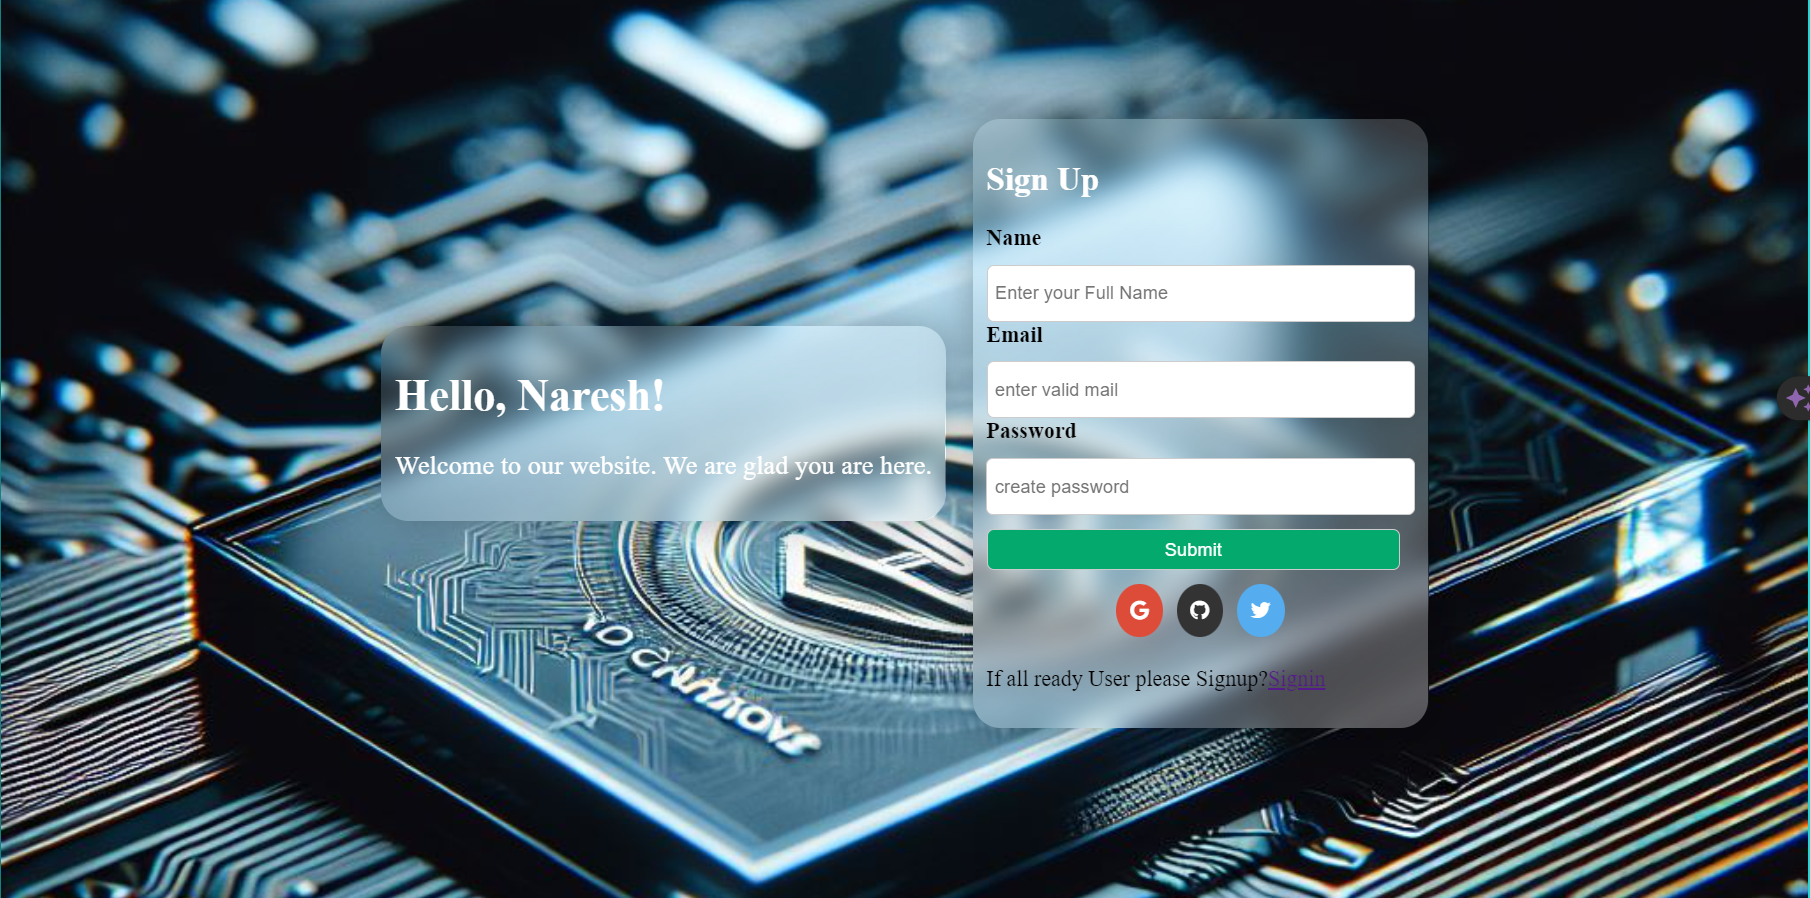 Hello, Naresh!
Welcome to our website. We are glad you are here.
Sign Up
Name
Enter your Full Name
Email
enter valid mail
Password
create password
Submit
If all ready User please Signup?Signin